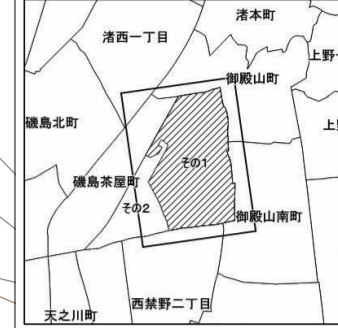 渚本町
渚西一丁目
上野一
御殿山町
磯島北町
上野
その1
磯島茶屋町
その2
御殿山南町
西禁野二丁目
天之川町